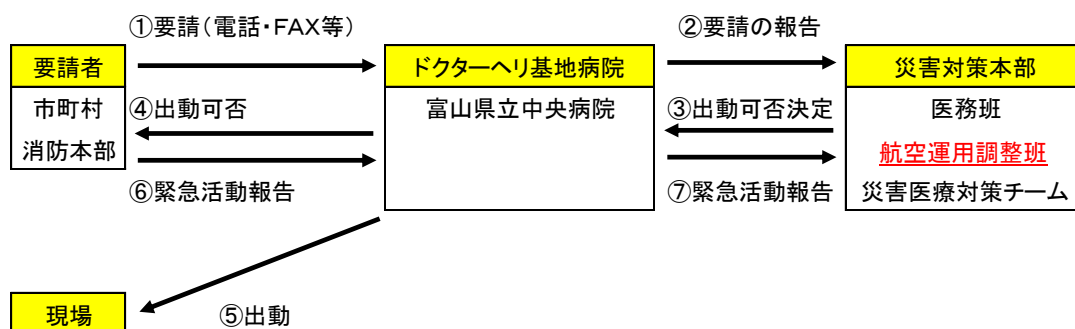 ①要請(電話・FAX等)
②要請の報告
要請者
ドクターヘリ基地病院
災害対策本部
市町村
④出動可否
富山県立中央病院
③出動可否決定
医務班
消防本部
航空運用調整班
⑥緊急活動報告
⑦緊急活動報告
災害医療対策チーム
現場
⑤出動